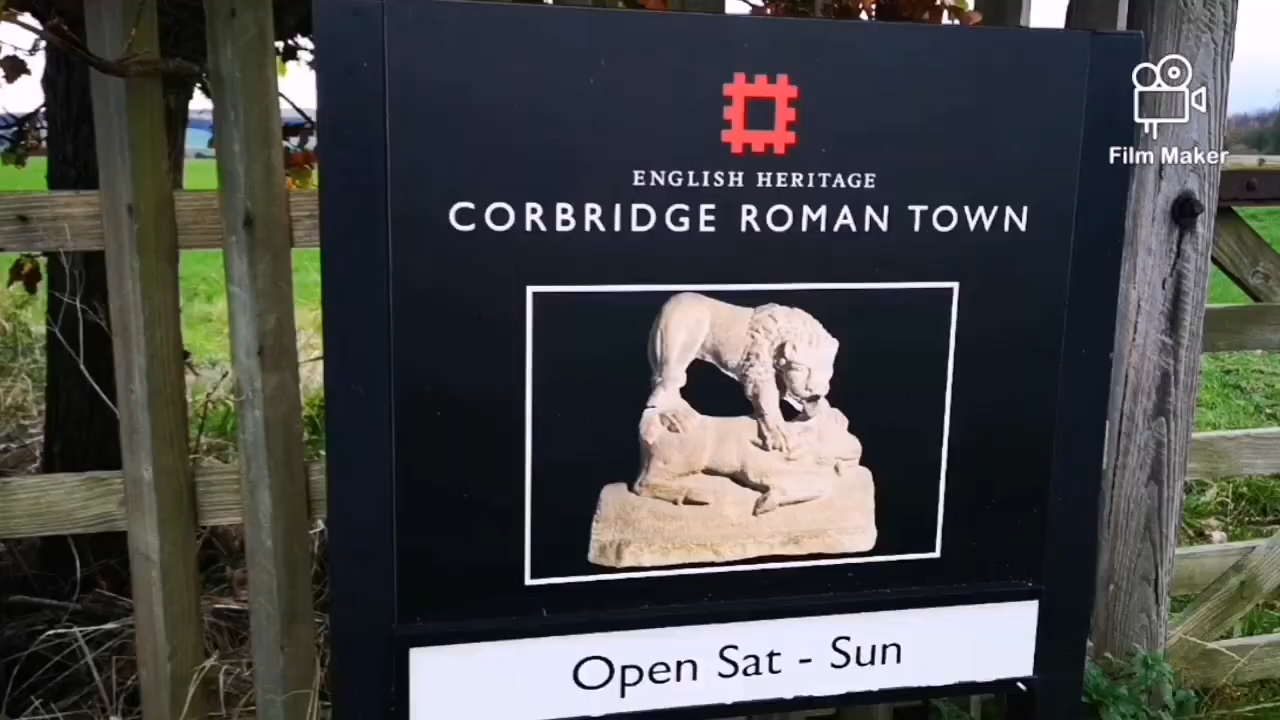 Film Maker
ENGLISH HERITAGE
CORBRIDGE ROMAN TOWN
Open Sat - Sun